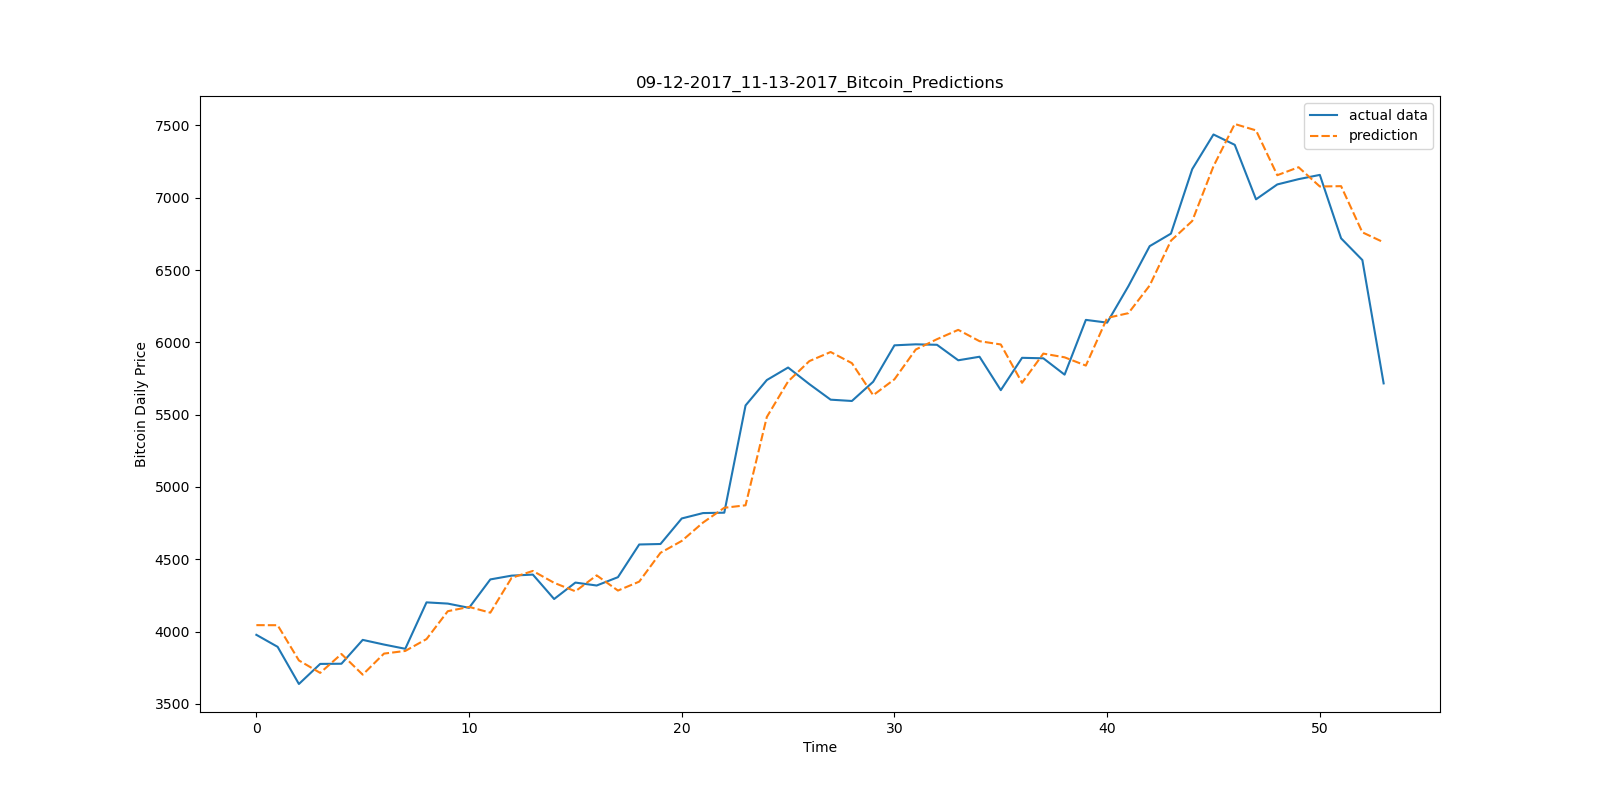 09-12-2017_11-13-2017_Bitcoin_Predictions
actual data
prediction
Bitcoin Daily Price
7500
7000
6500
6000
5500
5000
4500
4000
3500
0 10 20 30 40 50
Time